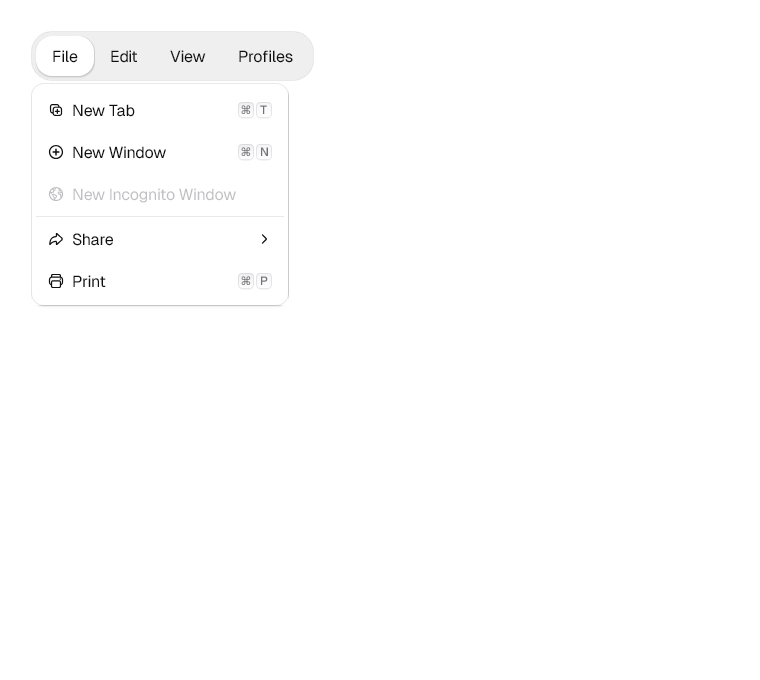 File Edit View Profiles
New Tab ⌘ T
New Window ⌘ N
New Incognito Window
Share
Print ⌘ P